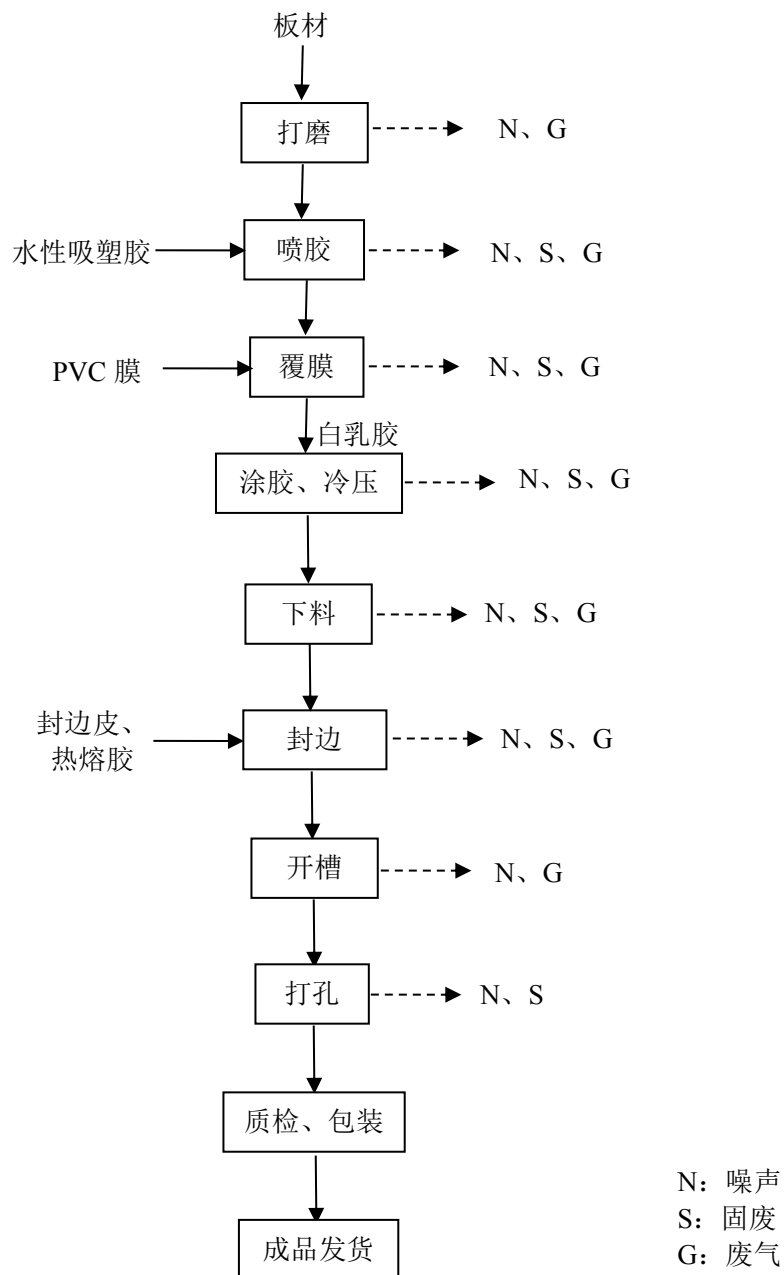 板材
打磨
N、G
水性吸塑胶
喷胶
N、S、G
PVC 膜
覆膜
N、S、G
白乳胶
涂胶、冷压
N、S、G
下料
N、S、G
封边皮、
热熔胶
封边
N、S、G
开槽
N、G
打孔
N、S
质检、包装
成品发货
N：噪声
S：固废
G：废气